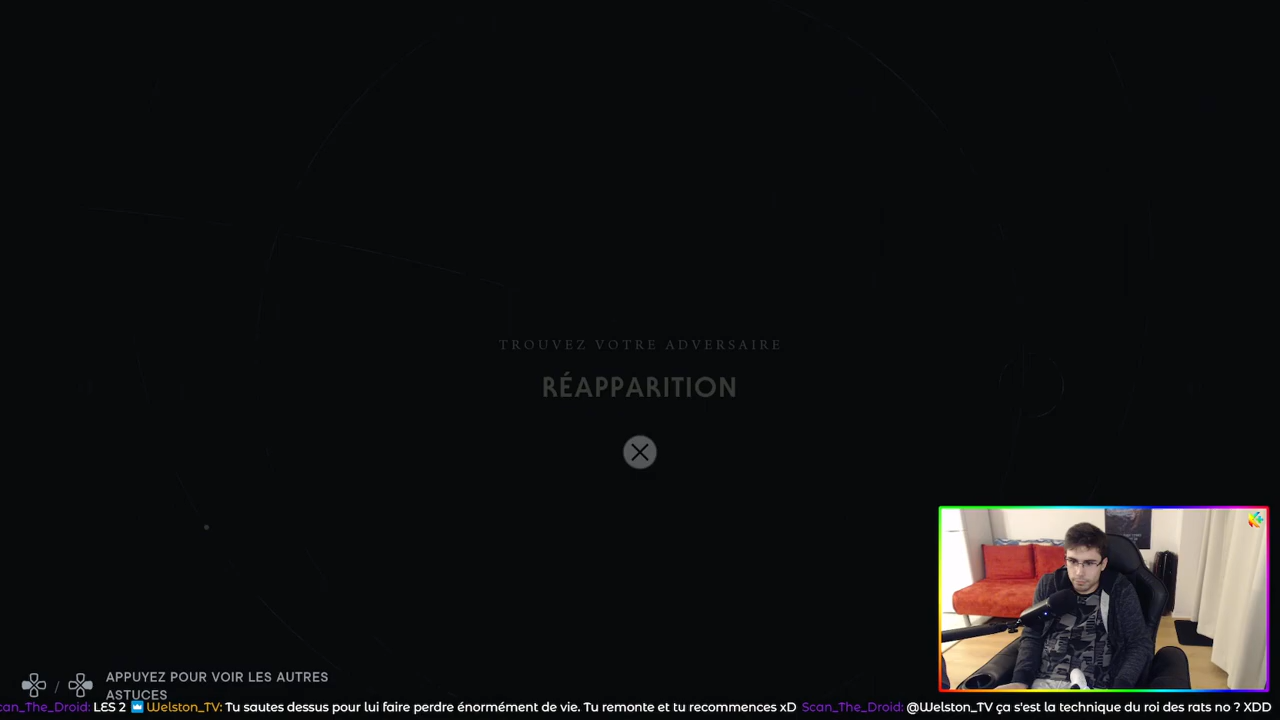 TROUVEZ VOTRE ADVERSAIRE
RÉAPPARITION
APPUYEZ POUR VOIR LES AUTRES
ASTUCES
can_The_Droid: LES 2 Welston_TV: Tu sautes dessus pour lui faire perdre énormément de vie. Tu remonte et tu recommences xD Scan_The_Droid: @Welston_TV ça s'est la technique du roi des rats no ? XDD